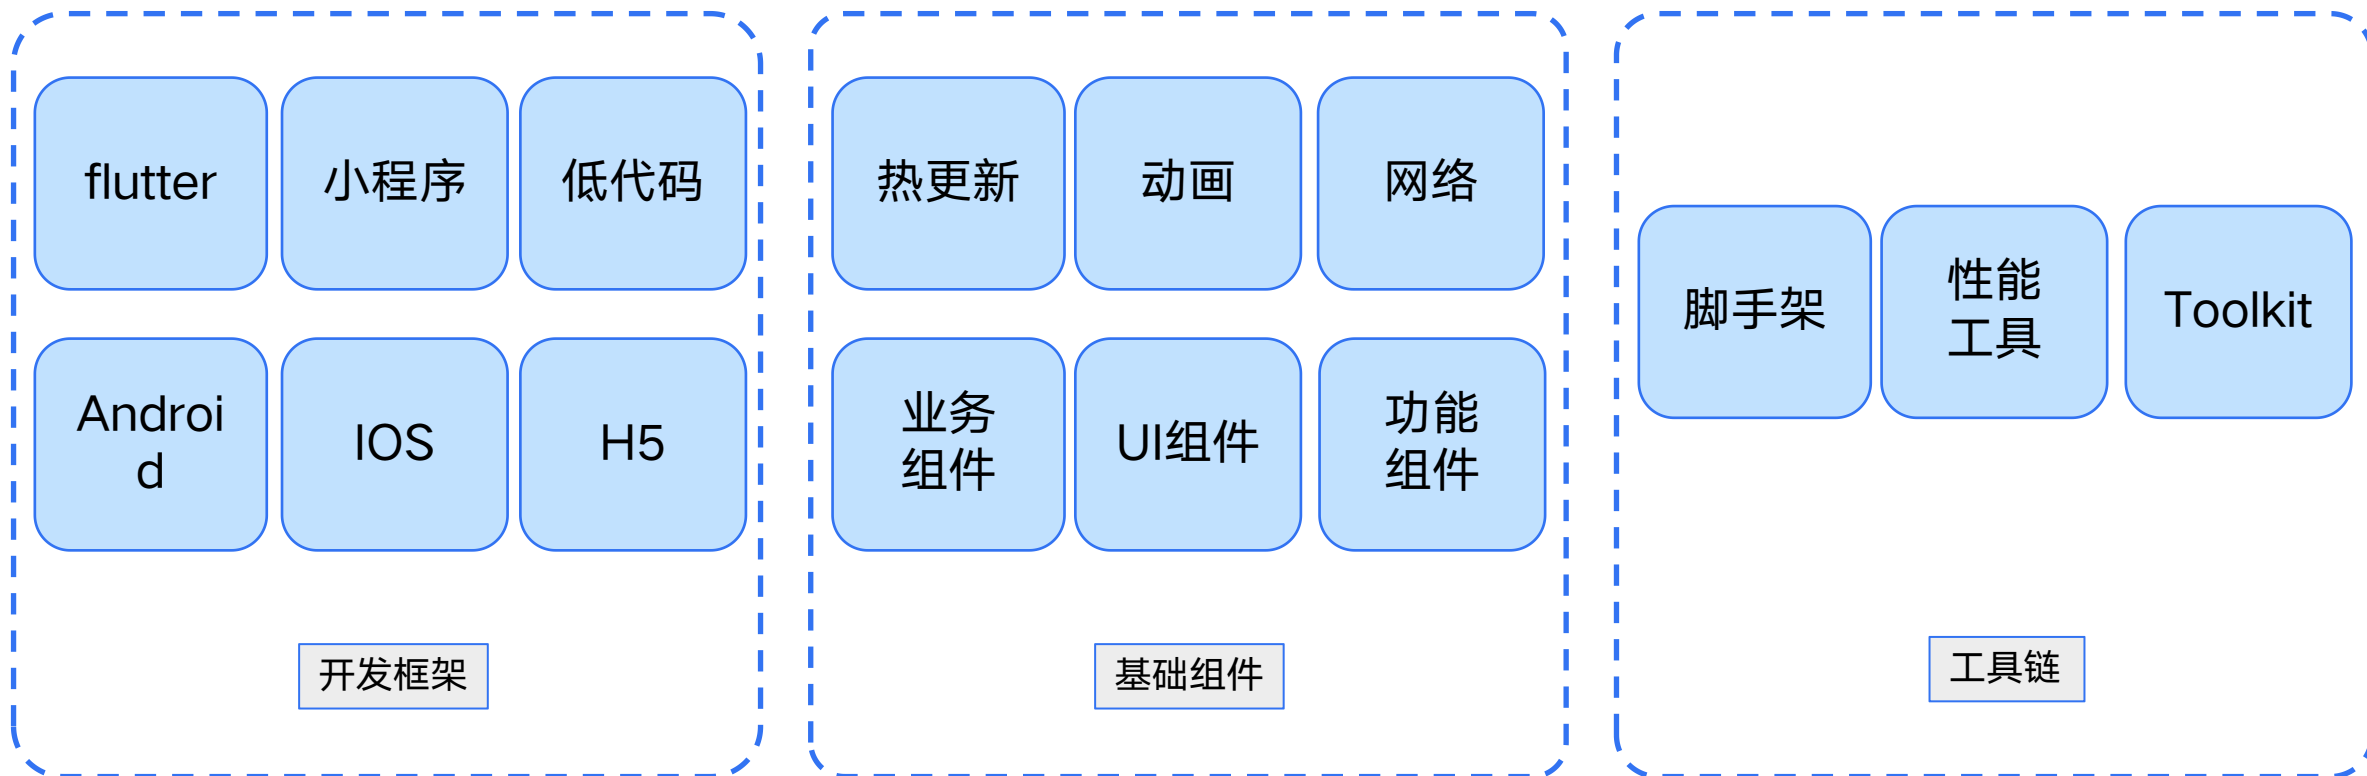 flutter
小程序
低代码
Androi
d
IOS
H5
开发框架
热更新
动画
网络
业务
组件
UI组件
功能
组件
基础组件
脚手架
性能
工具
Toolkit
工具链